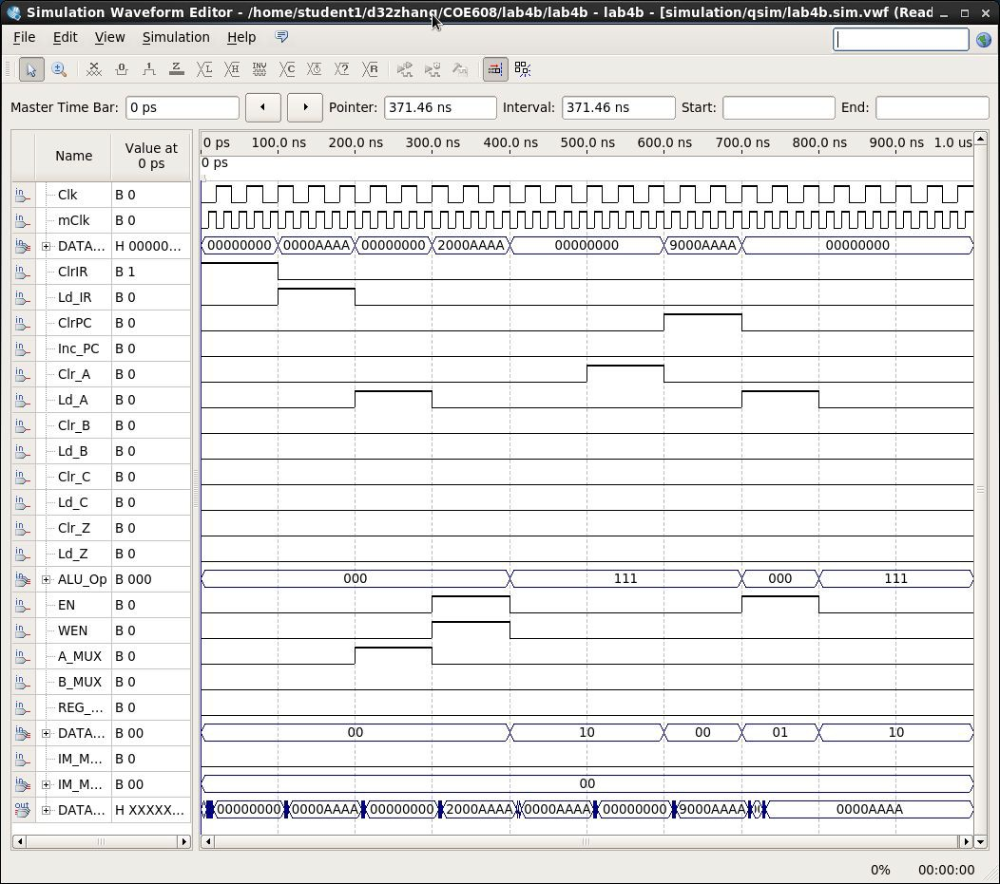 Simulation Waveform Editor - /home/student1/d32zhang/COE608/lab4b/lab4b - lab4b - [simulation/qsim/lab4b.sim.vwf (Read
File Edit View Simulation Help
Master Time Bar: 0 ps Pointer: 371.46 ns Interval: 371.46 ns Start: End:
Name Value at 0 ps
0 ps 100.0 ns 200.0 ns 300.0 ns 400.0 ns 500.0 ns 600.0 ns 700.0 ns 800.0 ns 900.0 ns 1.0 us
0 ps
Clk B 0
mClk B 0
DATA... H 00000... 00000000 0000AAAA 00000000 2000AAAA 00000000 9000AAAA 00000000
ClrIR B 1
Ld_IR B 0
ClrPC B 0
Inc_PC B 0
Clr_A B 0
Ld_A B 0
Clr_B B 0
Ld_B B 0
Clr_C B 0
Ld_C B 0
Clr_Z B 0
Ld_Z B 0
ALU_Op B 000 000 111 000 111
EN B 0
WEN B 0
A_MUX B 0
B_MUX B 0
REG_... B 0
DATA... B 00 00 10 00 01 10
IM_M... B 0
IM_M... B 00 00
DATA... H XXXXX... 00000000 0000AAAA 00000000 2000AAAA 0000AAAA 00000000 9000AAAA 0000AAAA
0% 00:00:00